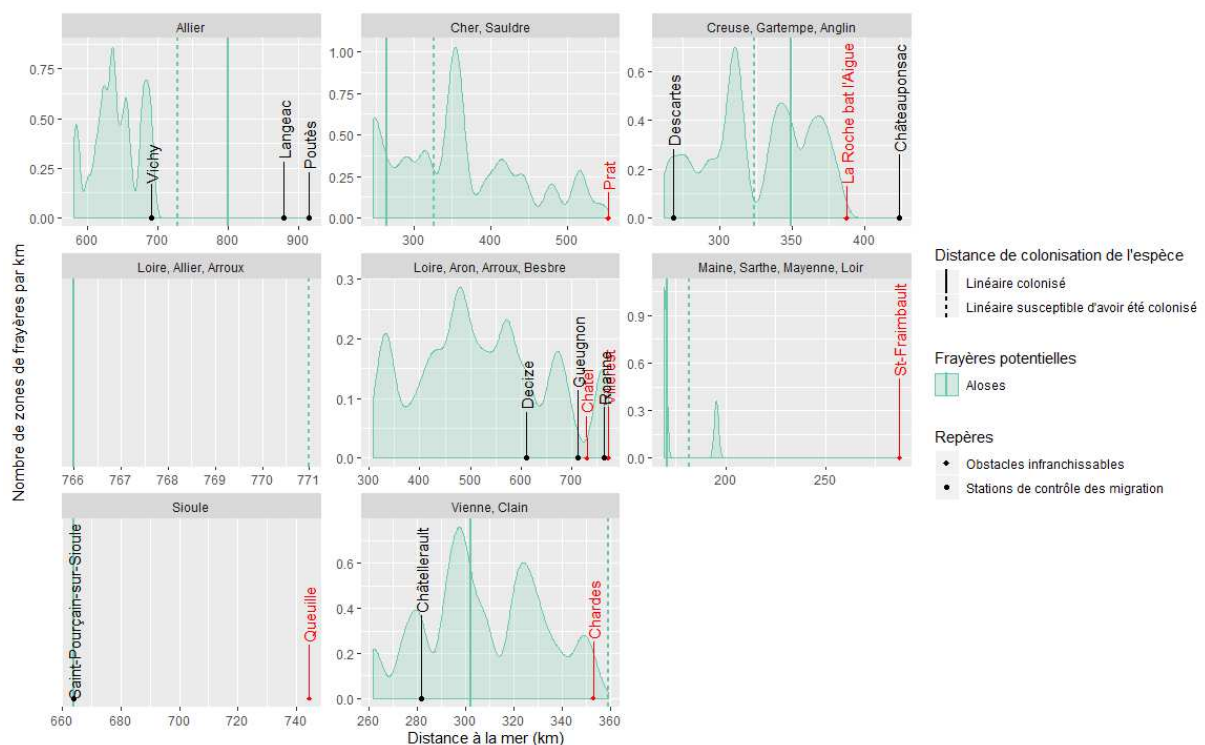 Allier
Cher, Sauldre
Creuse, Gartempe, Anglin
0.75
0.50
0.25
0.00
Vichy
Langeac
Poutès
600
700
800
900
1.00
0.75
0.50
0.25
0.00
Prat
300
400
500
0.6
0.4
0.2
0.0
Descartes
La Roche bat l'Aigue
Châteauponsac
300
350
400
Loire, Allier, Arroux
Loire, Aron, Arroux, Besbre
Maine, Sarthe, Mayenne, Loir
766
767
768
769
770
771
0.3
0.2
0.1
0.0
Decize
Gueugnon
Chatel
Roanne
Villerest
300
400
500
600
700
0.9
0.6
0.3
0.0
St-Fraimbault
200
250
Sioule
Vienne, Clain
Saint-Pourçain-sur-Sioule
Queuille
660
680
700
720
740
0.6
0.4
0.2
0.0
Châtellerault
Chardes
260
280
300
320
340
360
Nombre de zones de frayères par km
Distance à la mer (km)
Distance de colonisation de l'espèce
Linéaire colonisé
Linéaire susceptible d'avoir été colonisé
Frayères potentielles
Aloses
Repères
Obstacles infranchissables
Stations de contrôle des migration